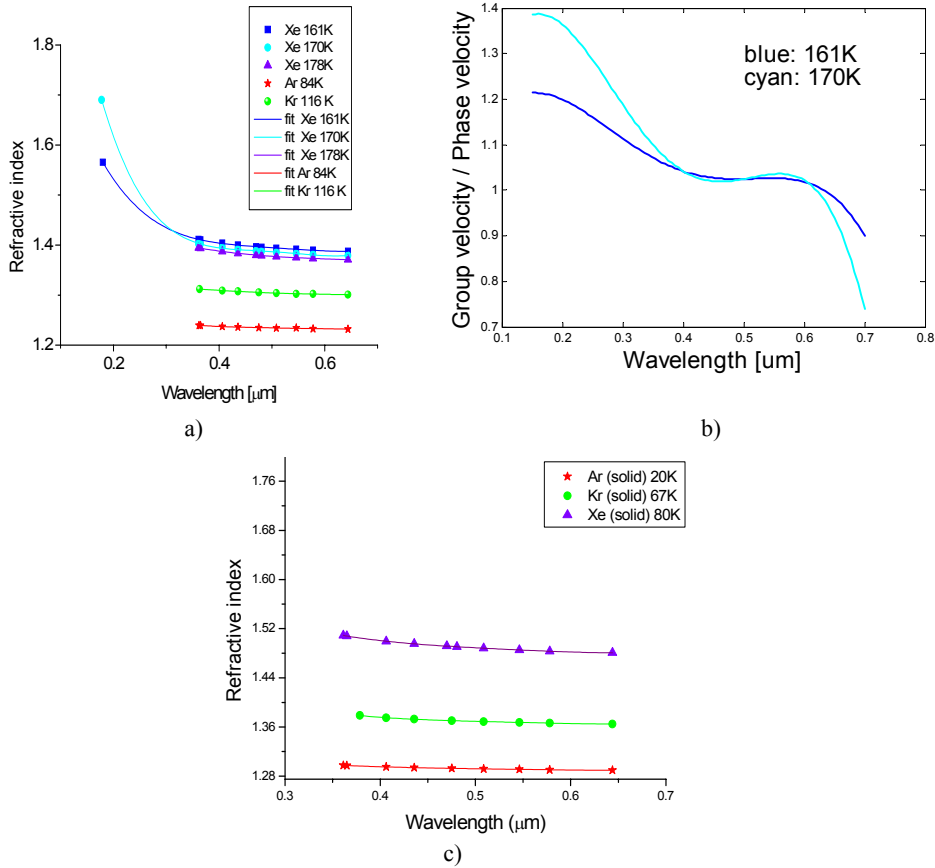 1.8
1.6
1.4
1.2
0.2
0.4
0.6
Refractive index
Wavelength [μm]
Xe 161K
Xe 170K
Xe 178K
Ar 84K
Kr 116 K
fit Xe 161K
fit Xe 170K
fit Xe 178K
fit Ar 84K
fit Kr 116 K
a)
1.4
1.3
1.2
1.1
1
0.9
0.8
0.7
0.1
0.2
0.3
0.4
0.5
0.6
0.7
0.8
Group velocity / Phase velocity
Wavelength [um]
blue: 161K
cyan: 170K
b)
1.76
1.68
1.60
1.52
1.44
1.36
1.28
0.3
0.4
0.5
0.6
0.7
Refractive index
Wavelength (μm)
Ar (solid) 20K
Kr (solid) 67K
Xe (solid) 80K
c)